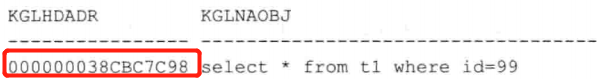 KGLHDADR KGLNAOBJ
---------------- ------------------------------------
000000038CBC7C98 select * from t1 where id=99